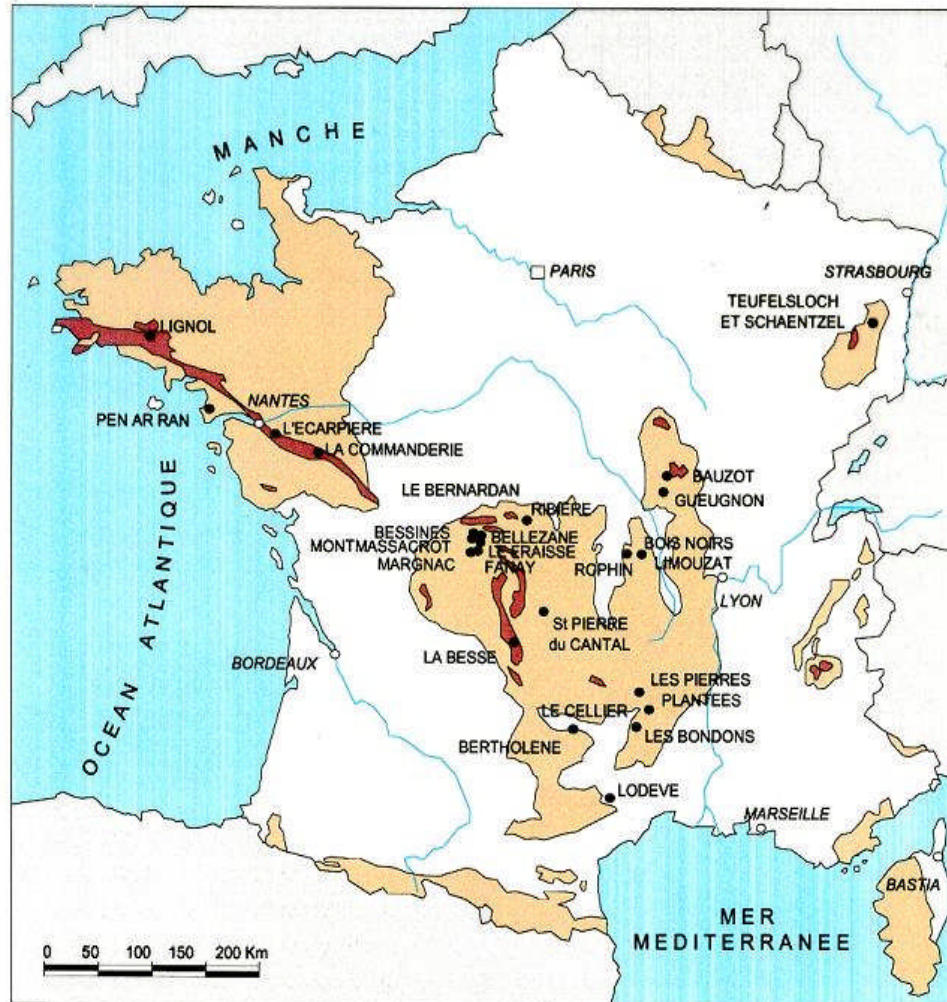 MANCHE
PARIS
STRASBOURG
TEUFELSLOCH
ET SCHAENTZEL
LIGNOL
NANTES
PEN AR RAN
L'ECARPIERE
LA COMMANDERIE
OCEAN ATLANTIQUE
BAUZOT
GUEUGNON
LE BERNARDAN
RIBIERE
BESSINES
BELLEZANE
MONTMASSACROT
LE FRAISSE
MARGNAC
FANAY
BOIS NOIRS
LIMOUZAT
ROPHIN
LYON
St PIERRE
du CANTAL
LA BESSE
BORDEAUX
LES PIERRES
PLANTEES
LE CELLIER
BERTHOLENE
LES BONDONS
LODEVE
MARSEILLE
BASTIA
MER
MEDITERRANEE
0 50 100 150 200 Km